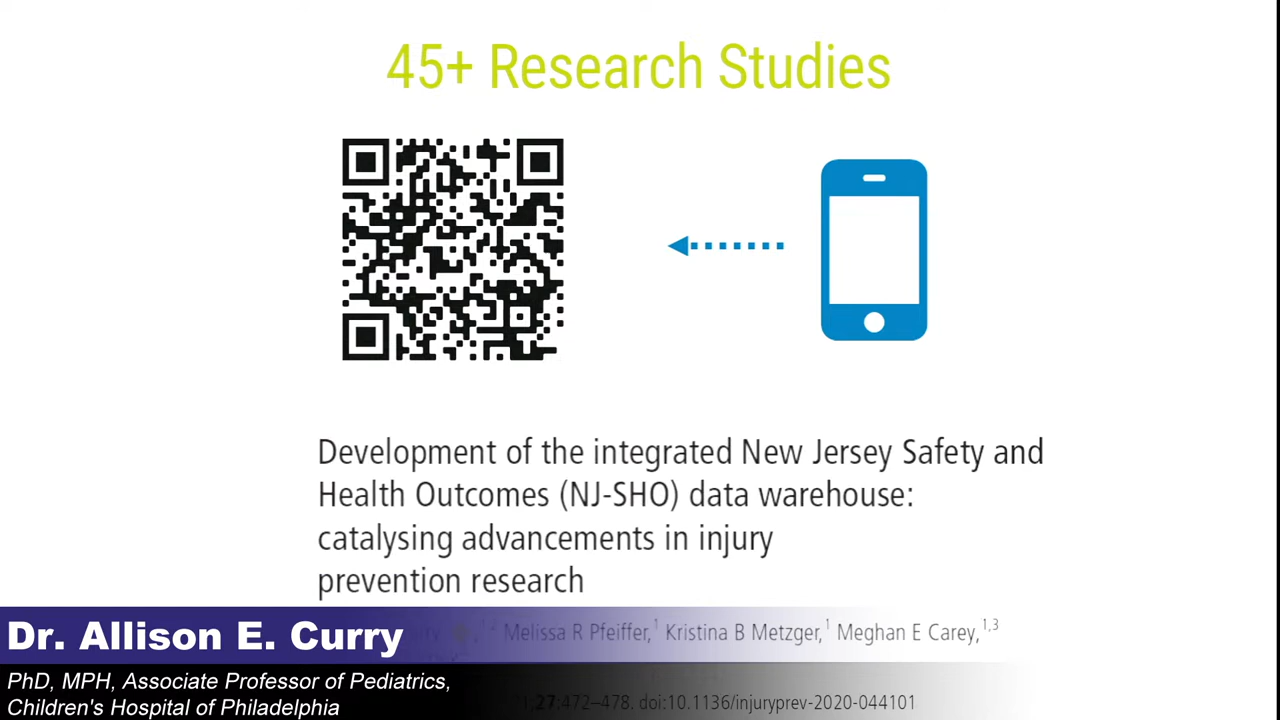 45+ Research Studies
Development of the integrated New Jersey Safety and
Health Outcomes (NJ-SHO) data warehouse:
catalysing advancements in injury
prevention research
Melissa R Pfeiffer,¹ Kristina B Metzger,¹ Meghan E Carey,¹,³
Dr. Allison E. Curry
PhD, MPH, Associate Professor of Pediatrics,
27:472–478. doi:10.1136/injuryprev-2020-044101
Children's Hospital of Philadelphia